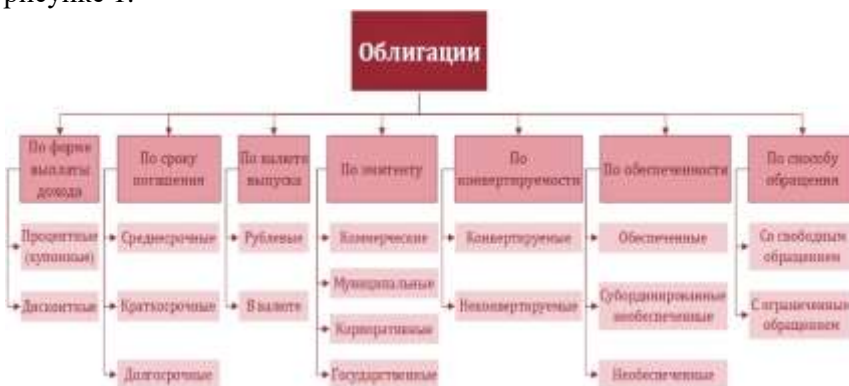 рисунке 1.
Облигации
По форме
выплаты
дохода
Процентные
(купонные)
Дисконтные
По сроку
погашения
Среднесрочные
Краткосрочные
Долгосрочные
По валюте
выпуска
Рублевые
В валюте
По эмитенту
Коммерческие
Муниципальные
Корпоративные
Государственные
По
конвертируемости
Конвертируемые
Неконвертируемые
По обеспеченности
Обеспеченные
Субординированные
необеспеченные
Необеспеченные
По способу
обращения
Со свободным
обращением
С ограниченным
обращением